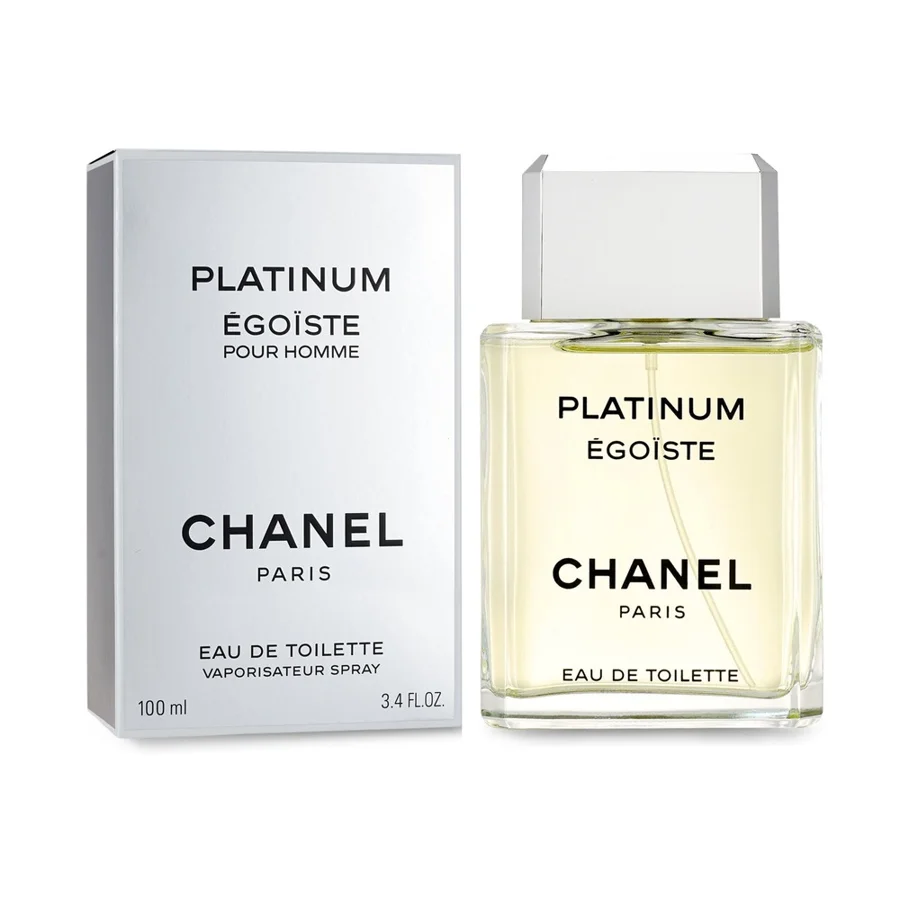 PLATINUM
ÉGOÏSTE
POUR HOMME
CHANEL
PARIS
EAU DE TOILETTE
VAPORISATEUR SPRAY
100 ml
3.4 FL.OZ.
PLATINUM
ÉGOÏSTE
CHANEL
PARIS
EAU DE TOILETTE